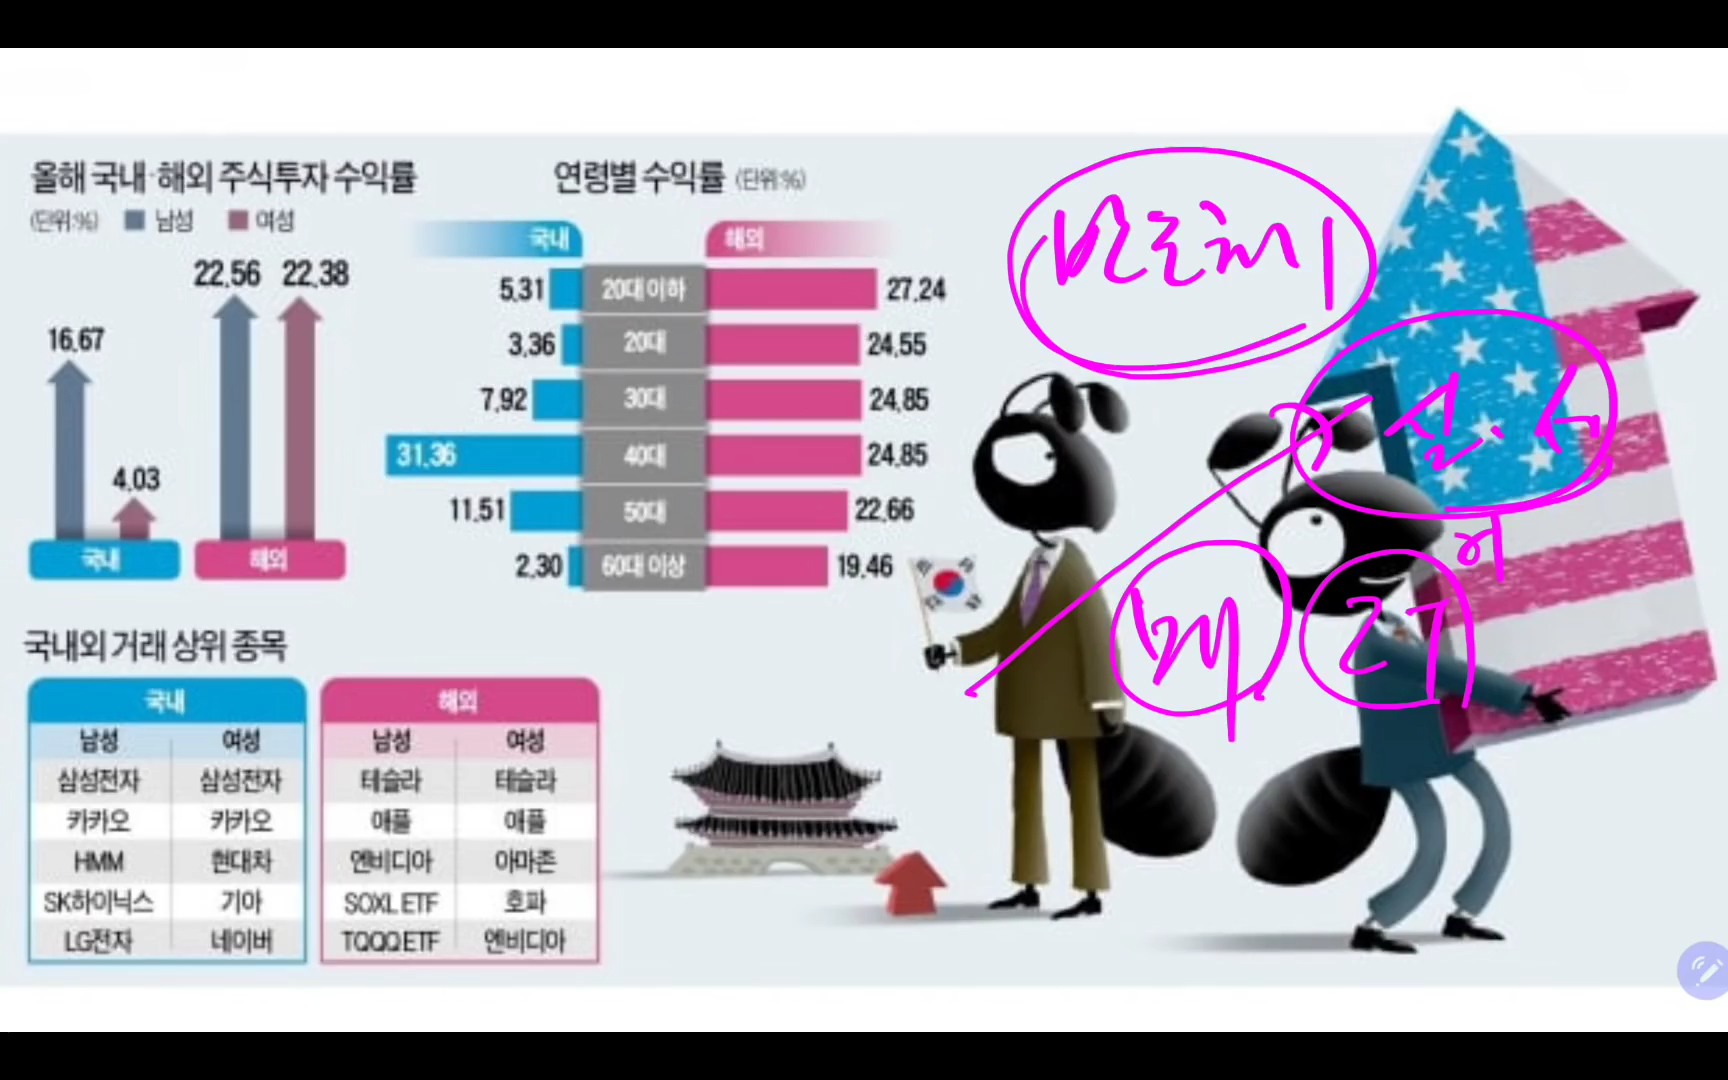 올해 국내·해외 주식투자 수익률
(단위:%) 남성 여성
16.67
4.03
22.56
22.38
국내
해외
연령별 수익률 (단위:%)
국내 해외
5.31 20대 이하 27.24
3.36 20대 24.55
7.92 30대 24.85
31.36 40대 24.85
11.51 50대 22.66
2.30 60대 이상 19.46
국내외 거래 상위 종목
국내
남성 여성
삼성전자 삼성전자
카카오 카카오
HMM 현대차
SK하이닉스 기아
LG전자 네이버
해외
남성 여성
테슬라 테슬라
애플 애플
엔비디아 아마존
SOXL ETF 호파
TQQQ ETF 엔비디아
반도체